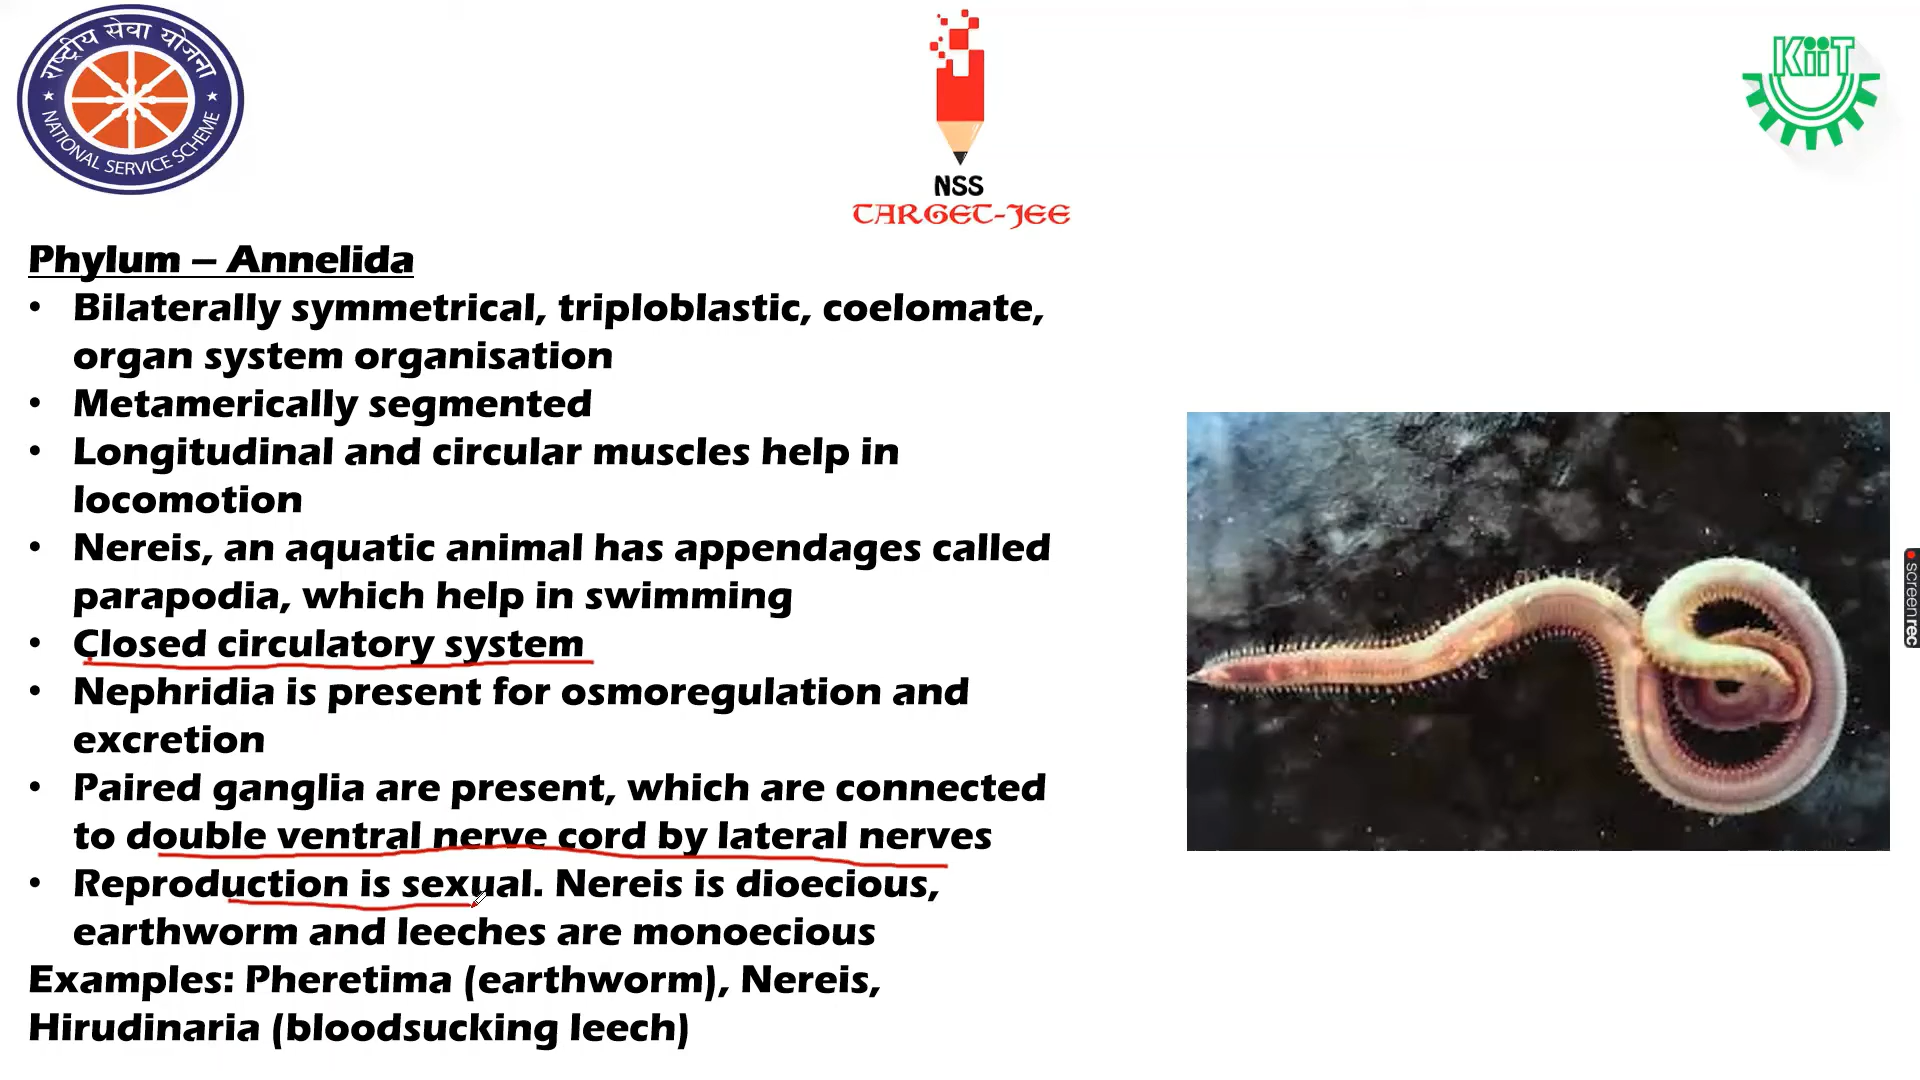 राष्ट्रीय सेवा योजना
NATIONAL SERVICE SCHEME
NSS
TARGET-JEE
KiiT
Phylum – Annelida
• Bilaterally symmetrical, triploblastic, coelomate,
organ system organisation
• Metamerically segmented
• Longitudinal and circular muscles help in
locomotion
• Nereis, an aquatic animal has appendages called
parapodia, which help in swimming
• Closed circulatory system
• Nephridia is present for osmoregulation and
excretion
• Paired ganglia are present, which are connected
to double ventral nerve cord by lateral nerves
• Reproduction is sexual. Nereis is dioecious,
earthworm and leeches are monoecious
Examples: Pheretima (earthworm), Nereis,
Hirudinaria (bloodsucking leech)
screenrec